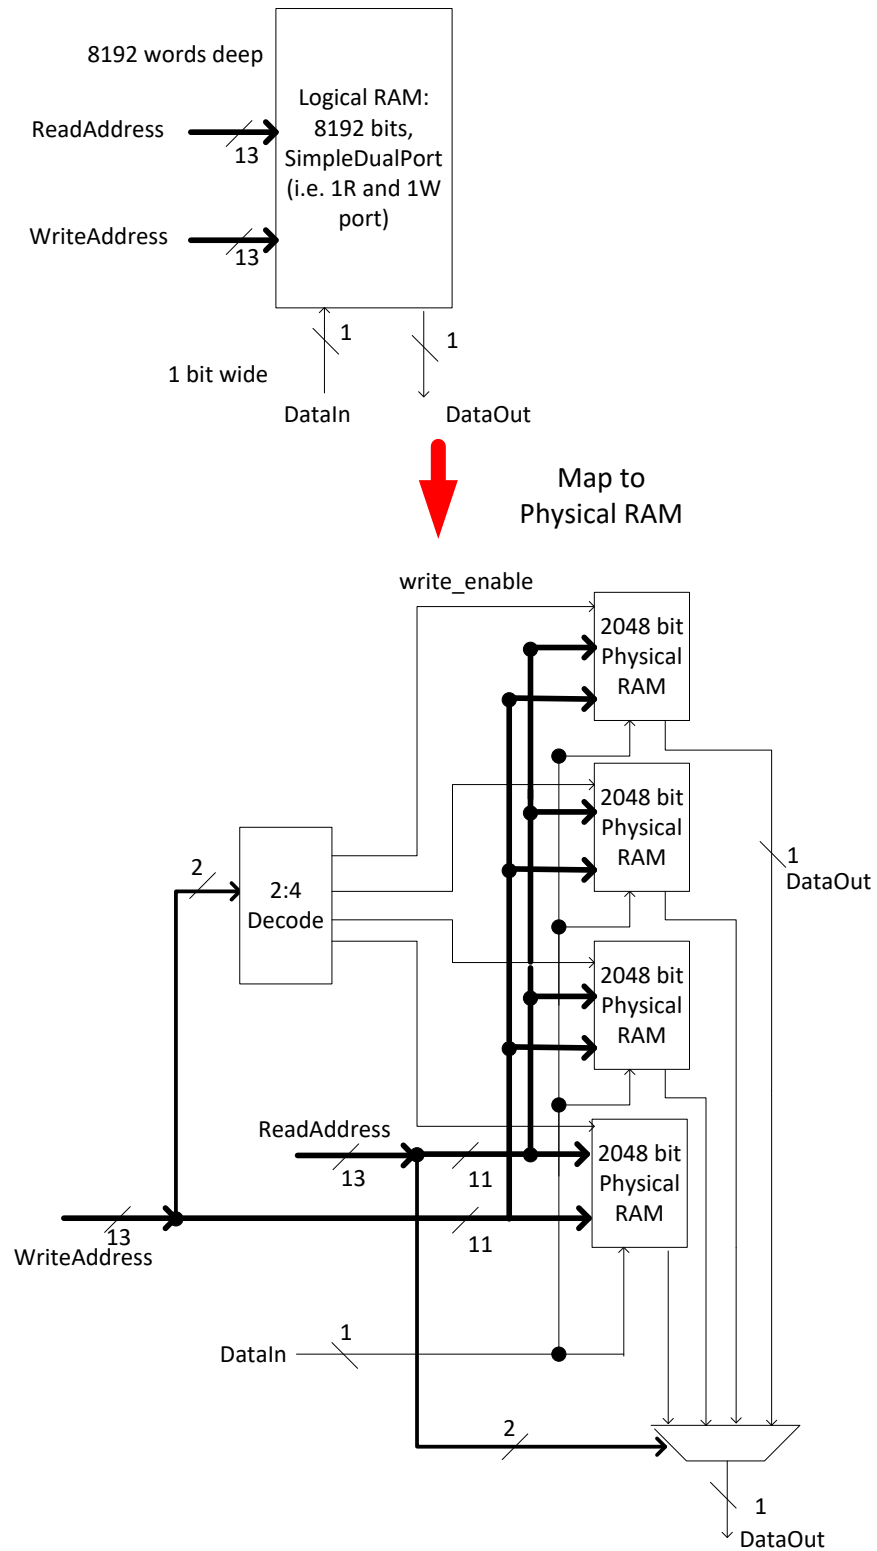 8192 words deep
Logical RAM:
8192 bits,
SimpleDualPort
(i.e. 1R and 1W
port)
ReadAddress
13
WriteAddress
13
1
1
1 bit wide
DataIn
DataOut
Map to
Physical RAM
write_enable
2048 bit
Physical
RAM
2048 bit
Physical
RAM
1
DataOut
2
2:4
Decode
2048 bit
Physical
RAM
ReadAddress
13
11
2048 bit
Physical
RAM
13
WriteAddress
11
1
DataIn
2
1
DataOut